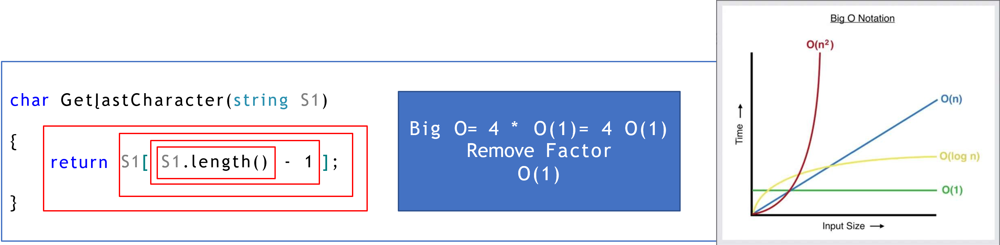 char GetlastCharacter(string S1)
{
return S1[ S1.length() - 1 ];
}
Big O= 4 * O(1)= 4 O(1)
Remove Factor
O(1)
Big O Notation
O(n²)
O(n)
O(log n)
O(1)
Time →
Input Size →